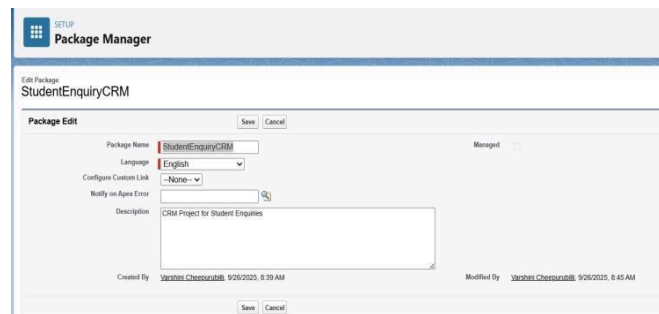 SETUP
Package Manager
Edit Package
StudentEnquiryCRM
Package Edit Save Cancel
Package Name StudentEnquiryCRM Managed
Language English
Configure Custom Link --None--
Notify on Apex Error
Description CRM Project for Student Enquiries
Created By Varshini Cheepurubilli, 9/26/2025, 8:39 AM Modified By Varshini Cheepurubilli, 9/26/2025, 8:45 AM
Save Cancel